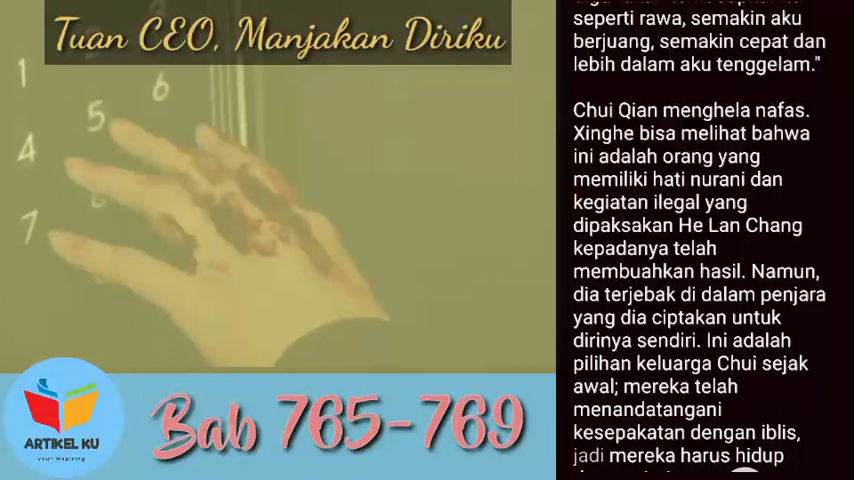 Tuan CEO, Manjakan Diriku
1
5
6
4
7
ARTIKEL KU
your inspiring
Bab 765-769
seperti rawa, semakin aku
berjuang, semakin cepat dan
lebih dalam aku tenggelam."
Chui Qian menghela nafas.
Xinghe bisa melihat bahwa
ini adalah orang yang
memiliki hati nurani dan
kegiatan ilegal yang
dipaksakan He Lan Chang
kepadanya telah
membuahkan hasil. Namun,
dia terjebak di dalam penjara
yang dia ciptakan untuk
dirinya sendiri. Ini adalah
pilihan keluarga Chui sejak
awal; mereka telah
menandatangani
kesepakatan dengan iblis,
jadi mereka harus hidup